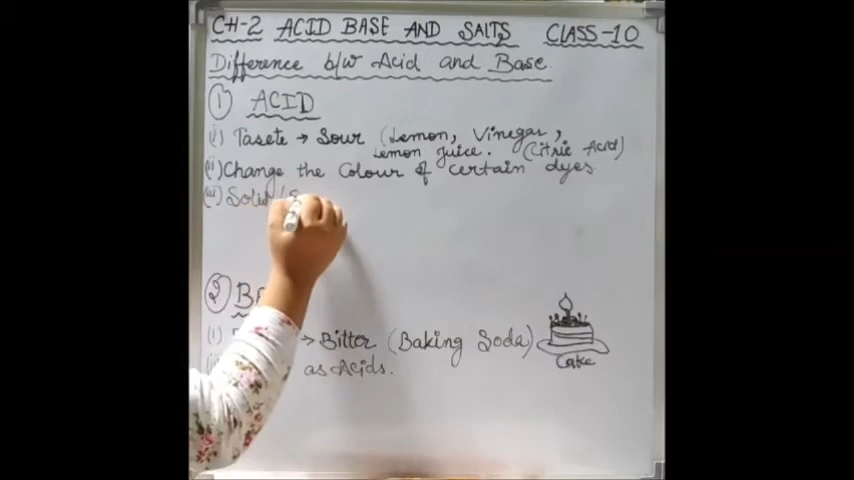 CH-2 ACID BASE AND SALTS CLASS-10
Difference b/w Acid and Base.
① ACID
(i) Tasete → Sour (Lemon, Vinegar,
Lemon Juice. (Citric Acid)
(ii) Change the Colour of certain dyes.
(iii) Solid
②
(i) → Bitter (Baking Soda)
as Acids.
Cake